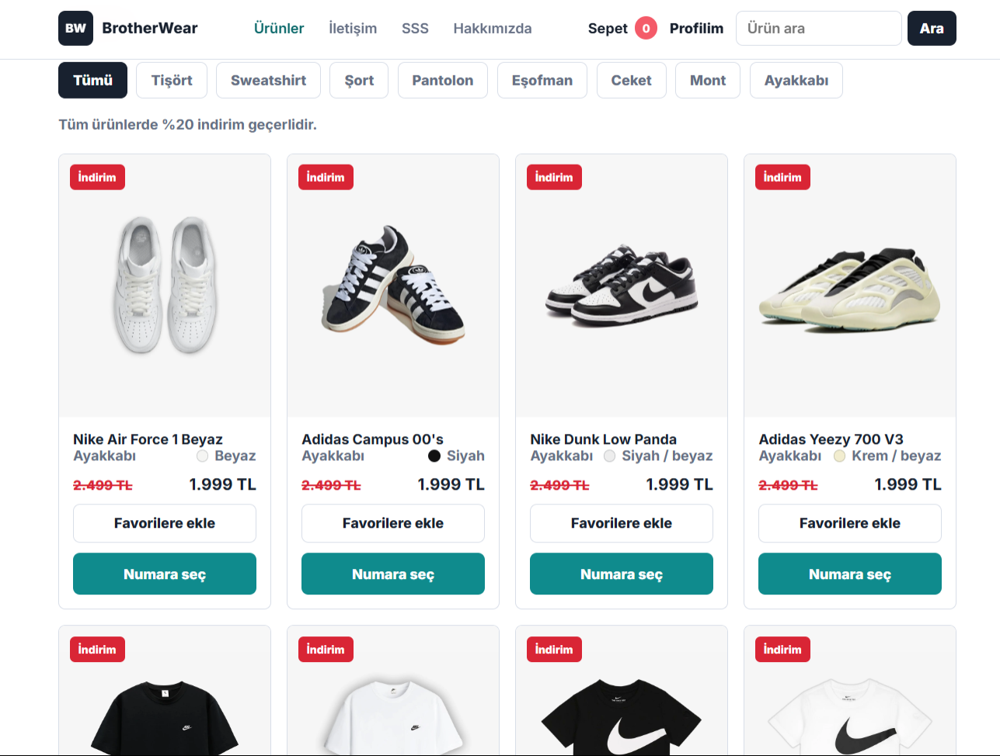 BW BrotherWear Ürünler İletişim SSS Hakkımızda Sepet 0 Profilim Ürün ara Ara
Tümü Tişört Sweatshirt Şort Pantolon Eşofman Ceket Mont Ayakkabı
Tüm ürünlerde %20 indirim geçerlidir.
İndirim İndirim İndirim İndirim
Nike Air Force 1 Beyaz Adidas Campus 00's Nike Dunk Low Panda Adidas Yeezy 700 V3
Ayakkabı Beyaz Ayakkabı Siyah Ayakkabı Siyah / beyaz Ayakkabı Krem / beyaz
2.499 TL 1.999 TL 2.499 TL 1.999 TL 2.499 TL 1.999 TL 2.499 TL 1.999 TL
Favorilere ekle Favorilere ekle Favorilere ekle Favorilere ekle
Numara seç Numara seç Numara seç Numara seç
İndirim İndirim İndirim İndirim